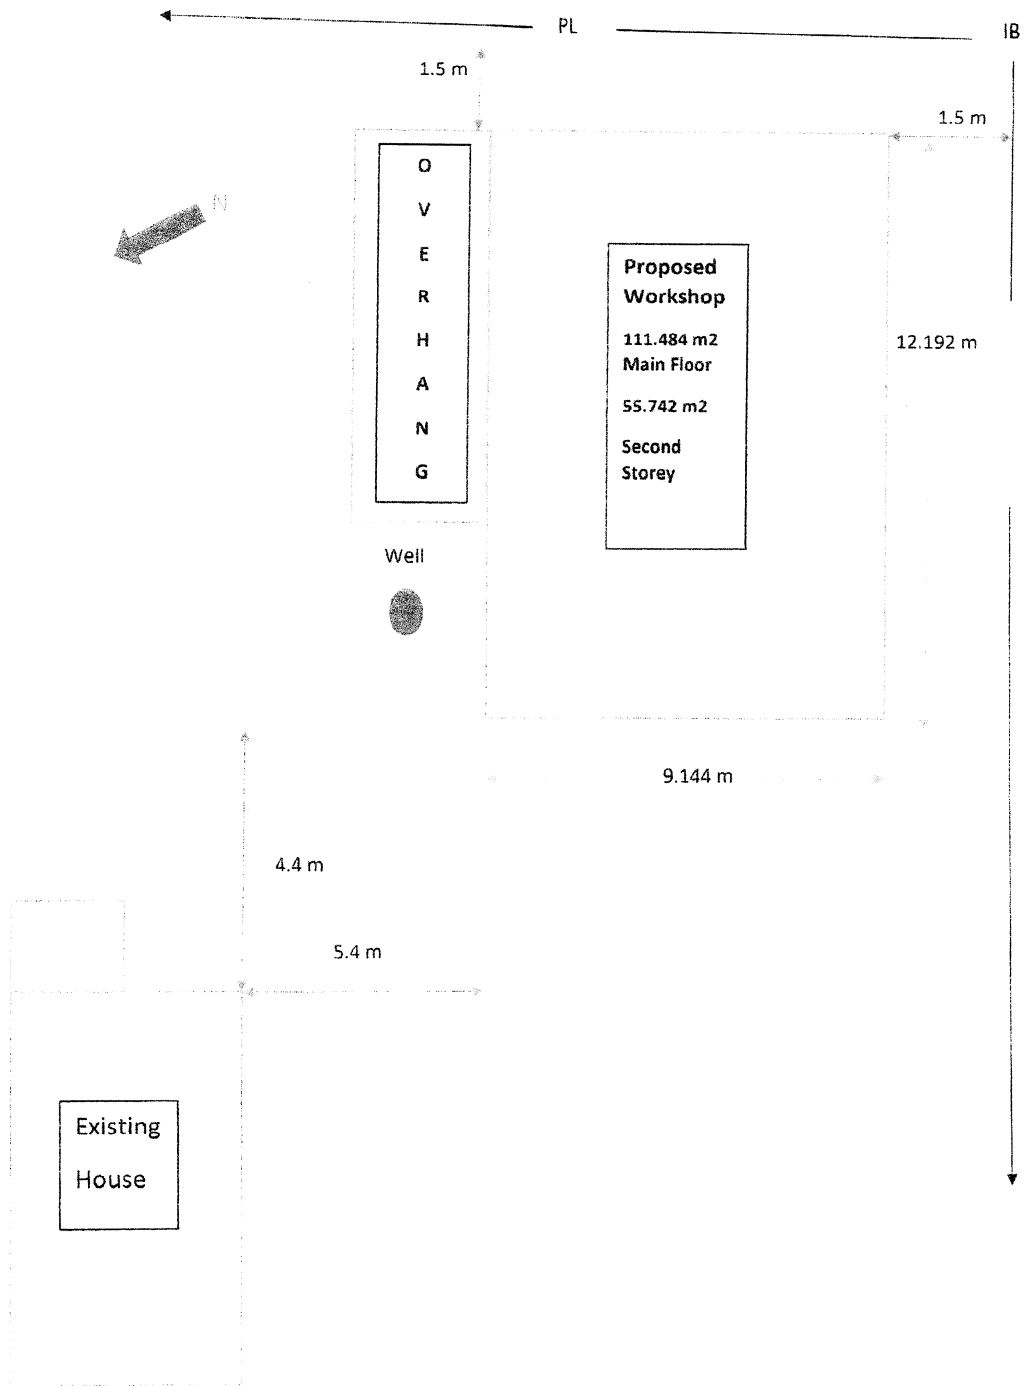 PL
IB
1.5 m
1.5 m
N
O
V
E
R
H
A
N
G
Proposed
Workshop
111.484 m2
Main Floor
55.742 m2
Second
Storey
12.192 m
Well
9.144 m
4.4 m
5.4 m
Existing
House